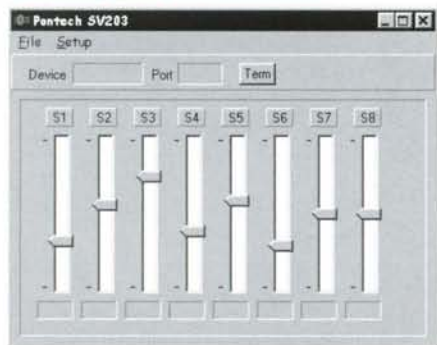 Pontech SV203
File Setup
Device Port Term
S1 S2 S3 S4 S5 S6 S7 S8